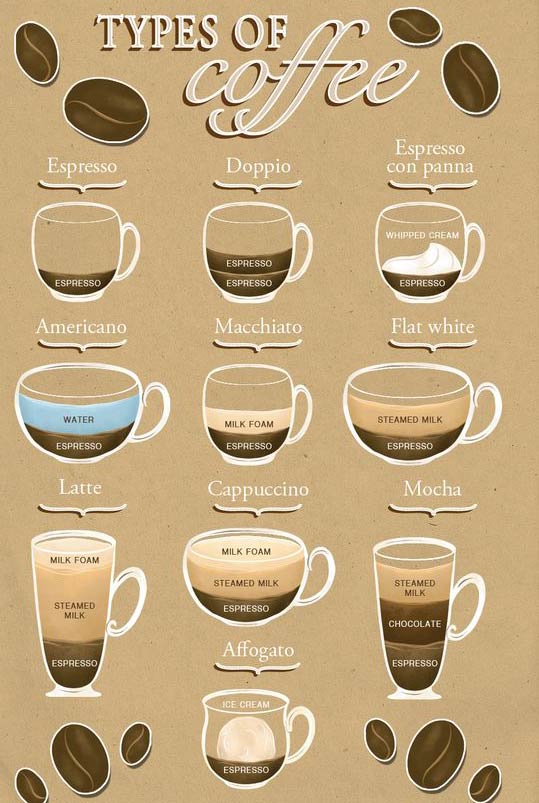 TYPES OF
coffee
Espresso
Doppio
Espresso
con panna
ESPRESSO
ESPRESSO
ESPRESSO
WHIPPED CREAM
ESPRESSO
Americano
Macchiato
Flat white
WATER
ESPRESSO
MILK FOAM
ESPRESSO
STEAMED MILK
ESPRESSO
Latte
Cappuccino
Mocha
MILK FOAM
STEAMED
MILK
ESPRESSO
MILK FOAM
STEAMED MILK
ESPRESSO
STEAMED
MILK
CHOCOLATE
ESPRESSO
Affogato
ICE CREAM
ESPRESSO